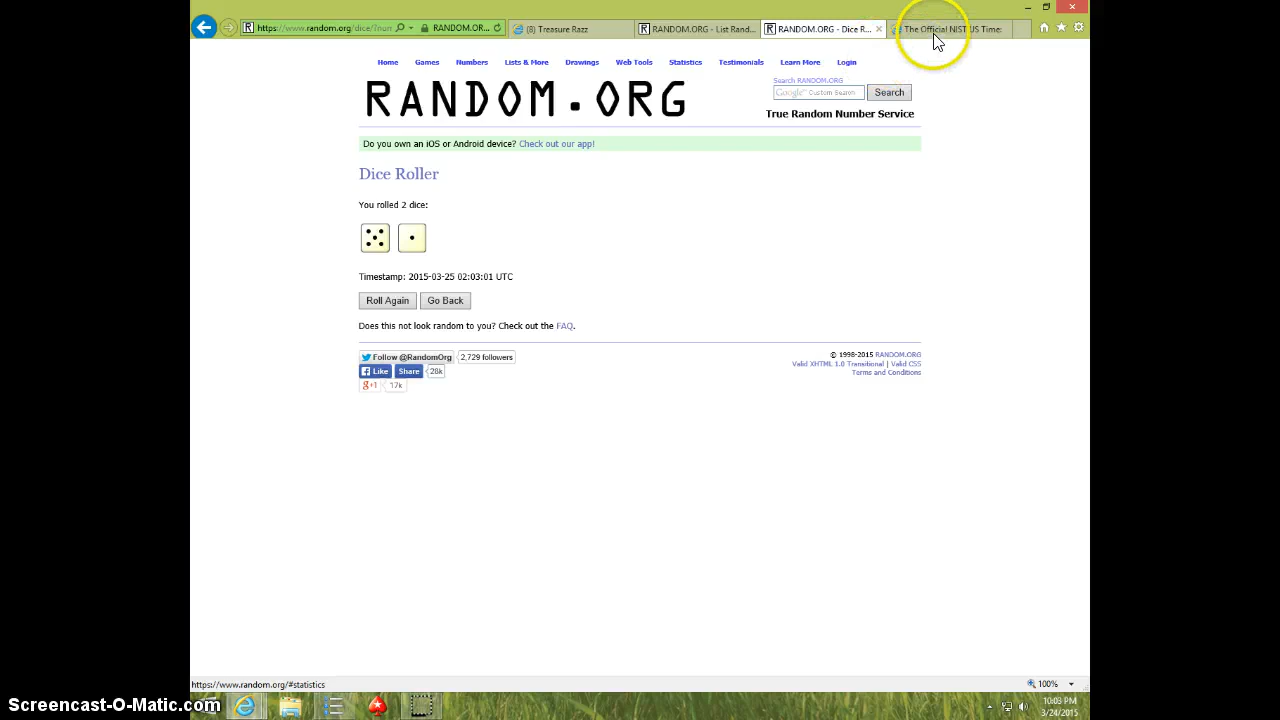 https://www.random.org/dice/?num
RANDOM.OR...
(8) Treasure Razz
RANDOM.ORG - List Rand...
RANDOM.ORG - Dice R...
The Official NIST US Time:
Home Games Numbers Lists & More Drawings Web Tools Statistics Testimonials Learn More Login
RANDOM.ORG
Search RANDOM.ORG
Google™ Custom Search
Search
True Random Number Service
Do you own an iOS or Android device? Check out our app!
Dice Roller
You rolled 2 dice:
Timestamp: 2015-03-25 02:03:01 UTC
Roll Again
Go Back
Does this not look random to you? Check out the FAQ.
Follow @RandomOrg
2,729 followers
Like
Share
28k
g+1
17k
© 1998-2015 RANDOM.ORG
Valid XHTML 1.0 Transitional | Valid CSS
Terms and Conditions
https://www.random.org/#statistics
100%
Screencast-O-Matic.com
10:03 PM
3/24/2015